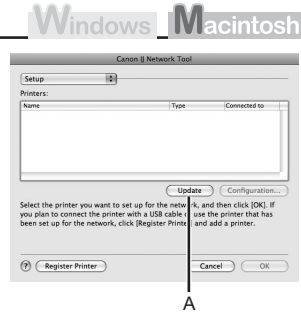 Windows Macintosh
Canon IJ Network Tool
Setup
Printers:
Name Type Connected to
Update Configuration...
Select the printer you want to set up for the network, and then click [OK]. If
you plan to connect the printer with a USB cable or use the printer that has
been set up for the network, click [Register Printer] and add a printer.
? Register Printer Cancel OK
A